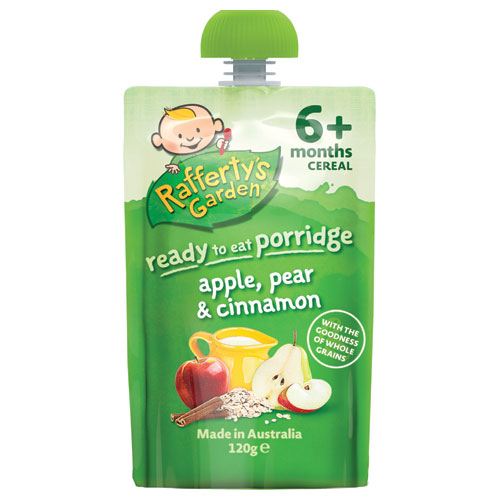 6+
months
CEREAL
Rafferty's
Garden
ready to eat porridge
apple, pear
& cinnamon
WITH THE
GOODNESS
OF WHOLE
GRAINS
Made in Australia
120g e